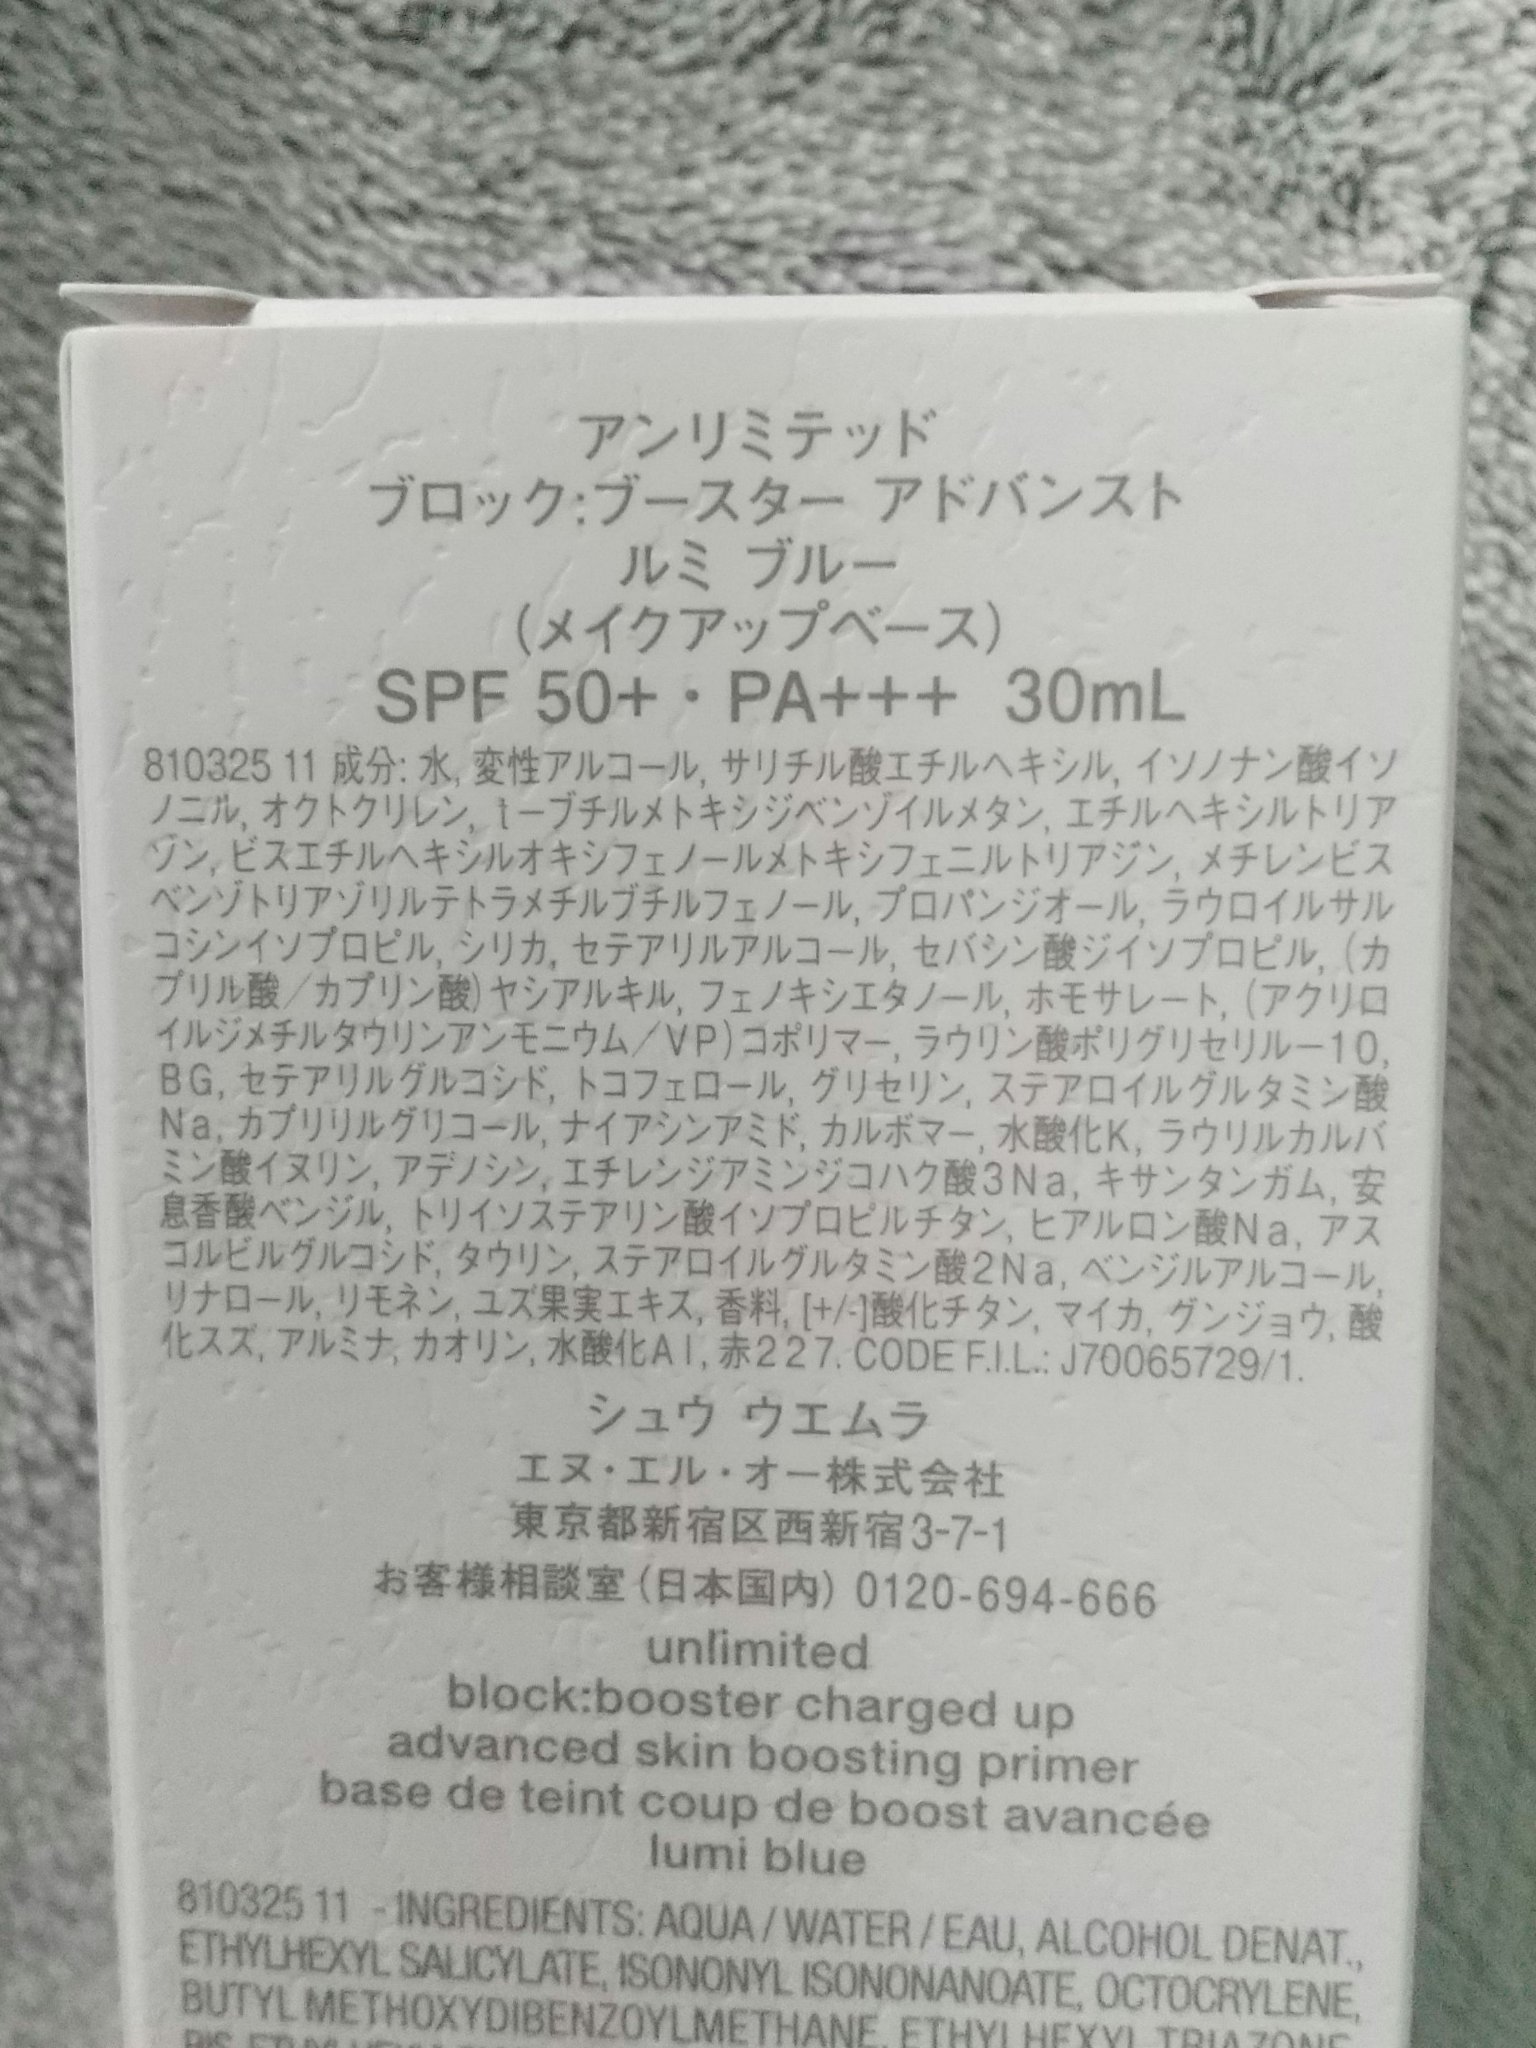 アンリミテッド
ブロック:ブースター アドバンスト
ルミ ブルー
(メイクアップベース)
SPF 50+・PA+++ 30mL
810325 11 成分: 水, 変性アルコール, サリチル酸エチルヘキシル, イソノナン酸イソ
ノニル, オクトクリレン, t－ブチルメトキシジベンゾイルメタン, エチルヘキシルトリア
ゾン, ビスエチルヘキシルオキシフェノールメトキシフェニルトリアジン, メチレンビス
ベンゾトリアゾリルテトラメチルブチルフェノール, プロパンジオール, ラウロイルサル
コシンイソプロピル, シリカ, セテアリルアルコール, セバシン酸ジイソプロピル, (カ
プリル酸／カプリン酸)ヤシアルキル, フェノキシエタノール, ホモサレート, (アクリロ
イルジメチルタウリンアンモニウム／VP)コポリマー, ラウリン酸ポリグリセリル－10,
BG, セテアリルグルコシド, トコフェロール, グリセリン, ステアロイルグルタミン酸
Na, カプリリルグリコール, ナイアシンアミド, カルボマー, 水酸化K, ラウリルカルバ
ミン酸イヌリン, アデノシン, エチレンジアミンジコハク酸3Na, キサンタンガム, 安
息香酸ベンジル, トリイソステアリン酸イソプロピルチタン, ヒアルロン酸Na, アス
コルビルグルコシド, タウリン, ステアロイルグルタミン酸2Na, ベンジルアルコール,
リナロール, リモネン, ユズ果実エキス, 香料, [+/-]酸化チタン, マイカ, グンジョウ, 酸
化スズ, アルミナ, カオリン, 水酸化Al, 赤227. CODE F.I.L.: J70065729/1.
シュウ ウエムラ
エヌ・エル・オー株式会社
東京都新宿区西新宿3-7-1
お客様相談室(日本国内) 0120-694-666
unlimited
block:booster charged up
advanced skin boosting primer
base de teint coup de boost avancée
lumi blue
810325 11 - INGREDIENTS: AQUA / WATER / EAU, ALCOHOL DENAT.,
ETHYLHEXYL SALICYLATE, ISONONYL ISONONANOATE, OCTOCRYLENE,
BUTYL METHOXYDIBENZOYLMETHANE, ETHYLHEXYL TRIAZONE,